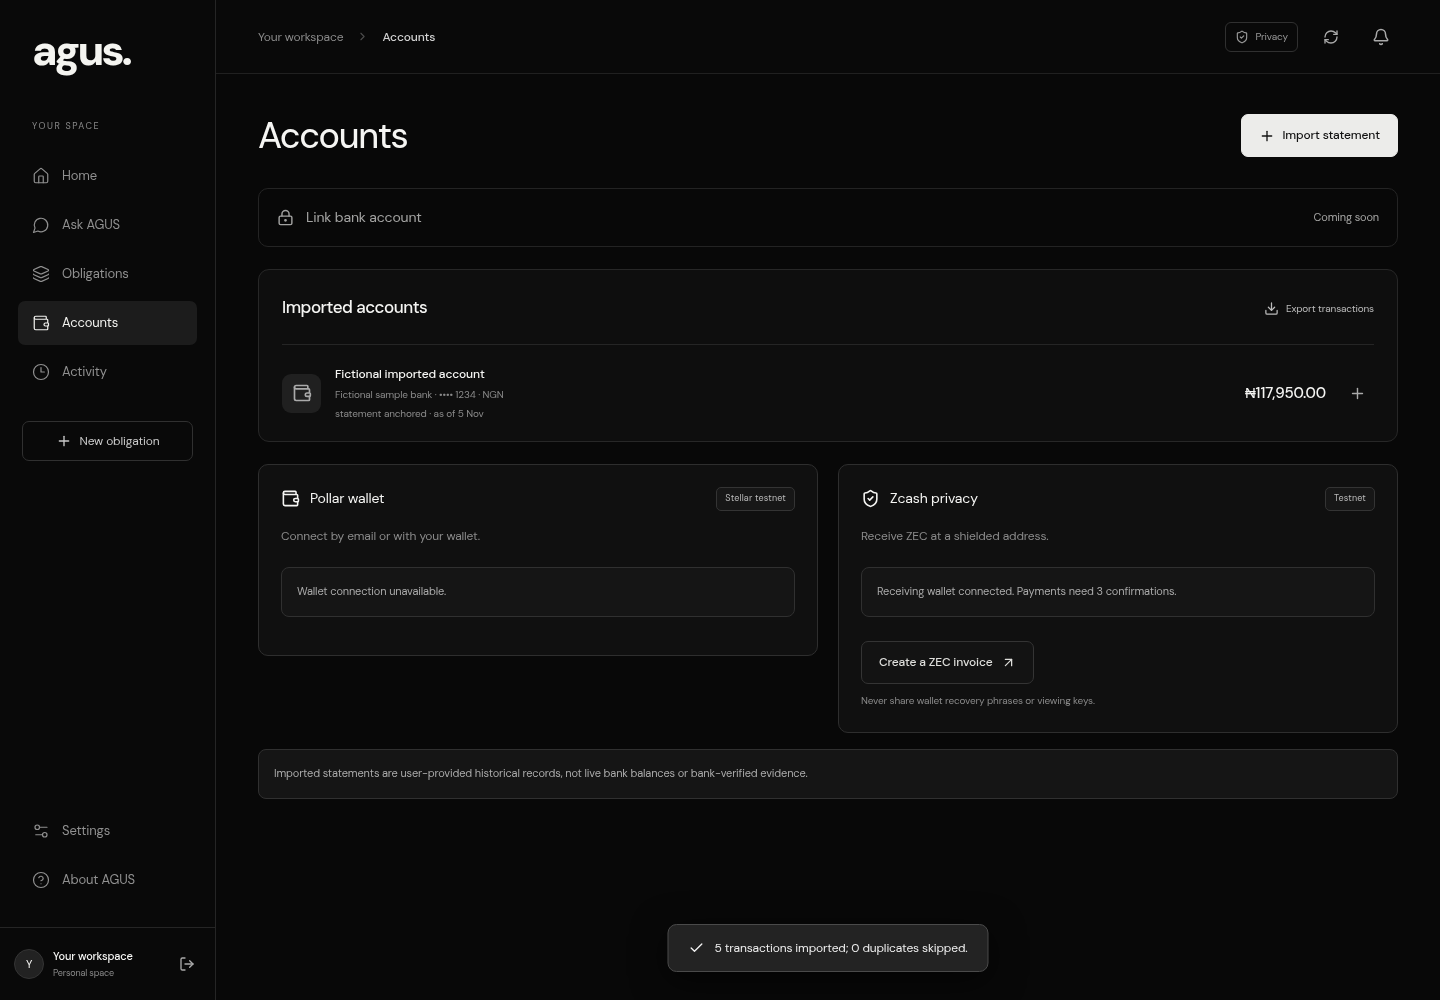 agus.
YOUR SPACE
Home
Ask AGUS
Obligations
Accounts
Activity
New obligation
Settings
About AGUS
Y
Your workspace
Personal space
Your workspace > Accounts
Privacy
Accounts
Import statement
Link bank account
Coming soon
Imported accounts
Export transactions
Fictional imported account
Fictional sample bank · •••• 1234 · NGN
statement anchored · as of 5 Nov
₦117,950.00
Pollar wallet
Stellar testnet
Connect by email or with your wallet.
Wallet connection unavailable.
Zcash privacy
Testnet
Receive ZEC at a shielded address.
Receiving wallet connected. Payments need 3 confirmations.
Create a ZEC invoice
Never share wallet recovery phrases or viewing keys.
Imported statements are user-provided historical records, not live bank balances or bank-verified evidence.
5 transactions imported; 0 duplicates skipped.